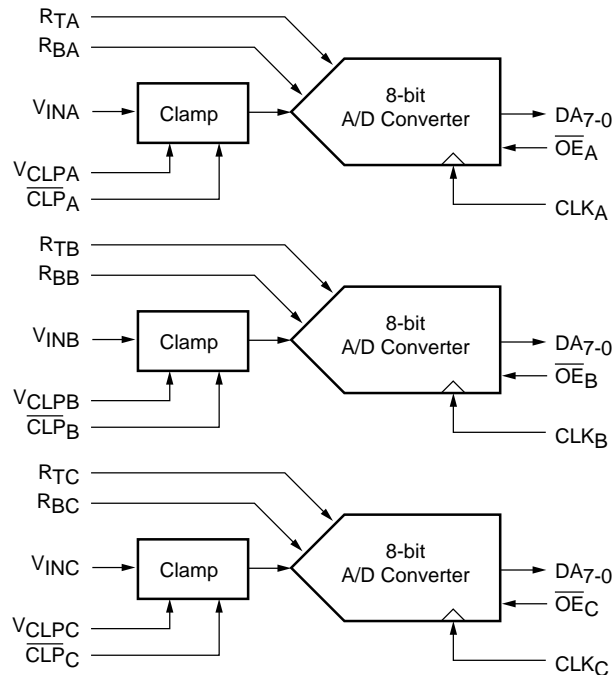 RTA
RBA
8-bit
A/D Converter
VINA
Clamp
DA7-0
OEA
VCLPA
CLPA
CLKA
RTB
RBB
8-bit
A/D Converter
VINB
Clamp
DA7-0
OEB
VCLPB
CLPB
CLKB
RTC
RBC
8-bit
A/D Converter
VINC
Clamp
DA7-0
OEC
VCLPC
CLPC
CLKC